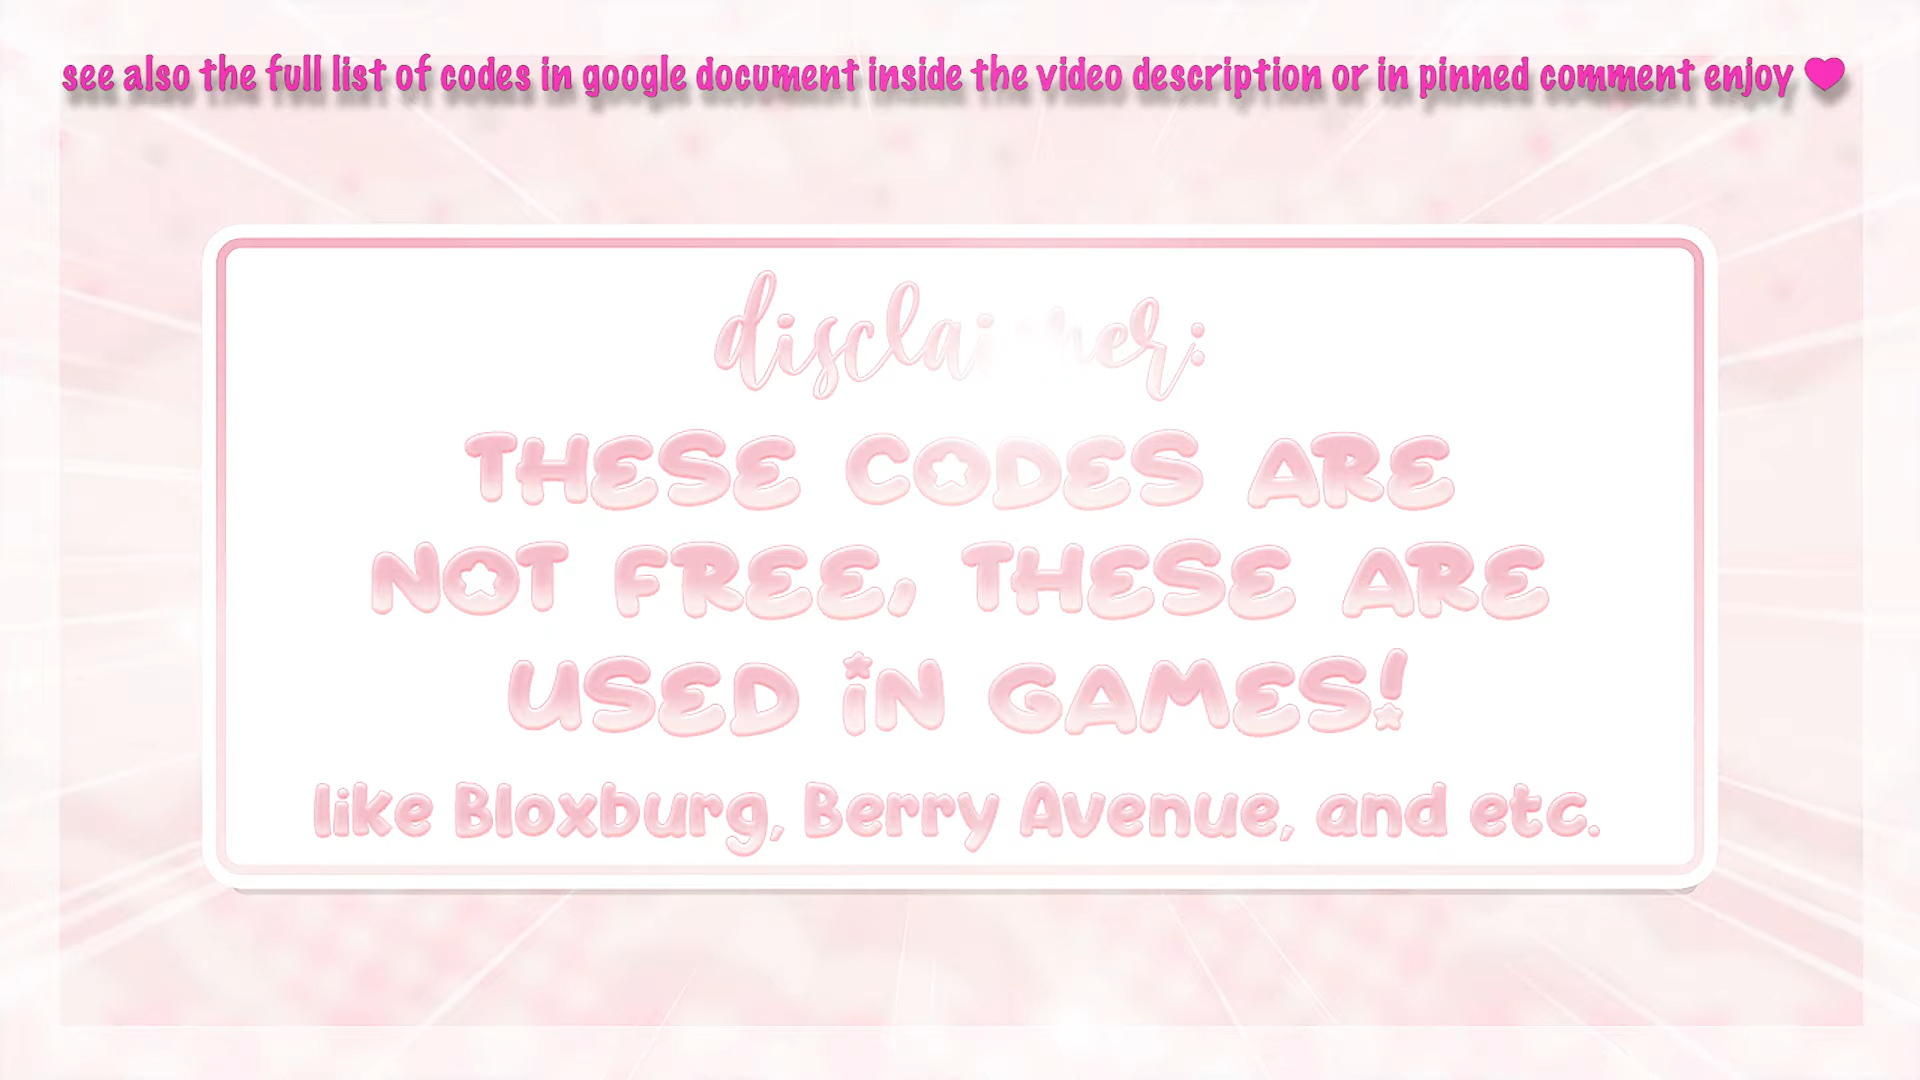 see also the full list of codes in google document inside the video description or in pinned comment enjoy ♥
disclaimer:
THESE CODES ARE
NOT FREE, THESE ARE
USED iN GAMES!
like Bloxburg, Berry Avenue, and etc.